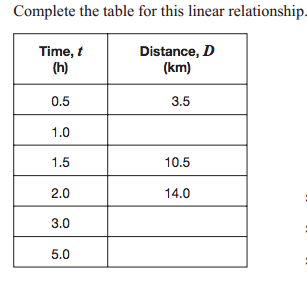 Complete the table for this linear relationship.
Time, t Distance, D
(h) (km)
0.5 3.5
1.0
1.5 10.5
2.0 14.0
3.0
5.0